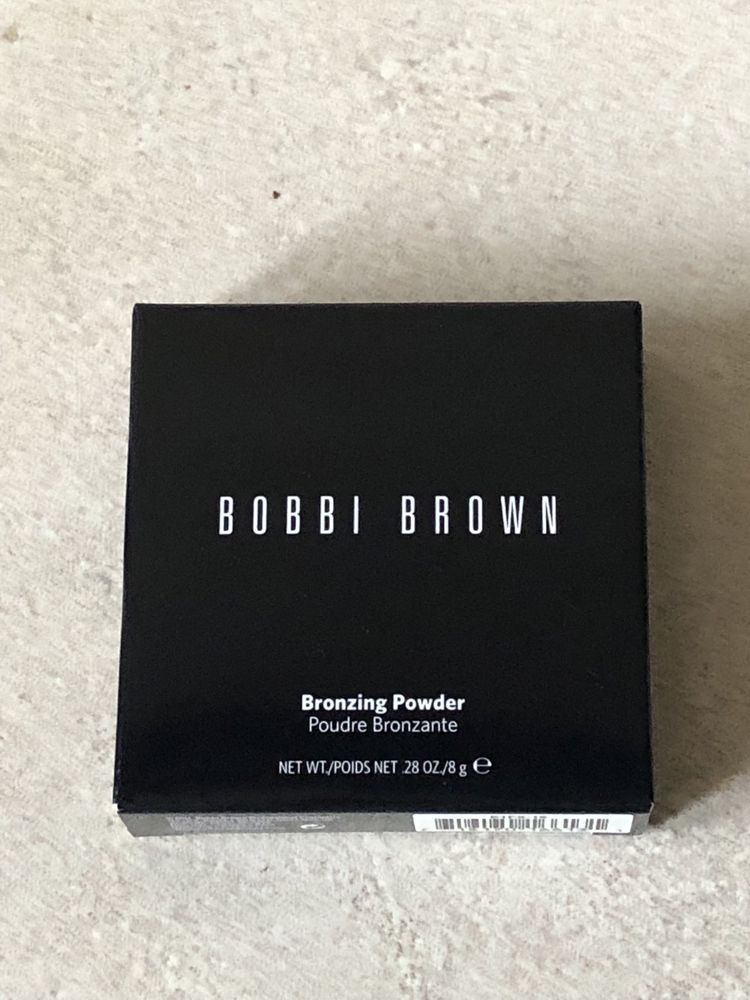 BOBBI BROWN
Bronzing Powder
Poudre Bronzante
NET WT./POIDS NET .28 OZ./8 g ℮